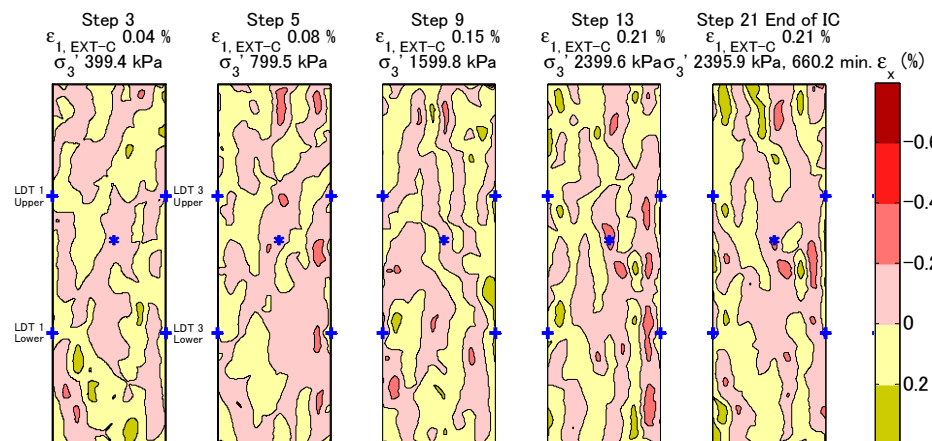 Step 3
ε1, EXT-C 0.04 %
σ3' 399.4 kPa
Step 5
ε1, EXT-C 0.08 %
σ3' 799.5 kPa
Step 9
ε1, EXT-C 0.15 %
σ3' 1599.8 kPa
Step 13
ε1, EXT-C 0.21 %
σ3' 2399.6 kPa
Step 21 End of IC
ε1, EXT-C 0.21 %
σ3' 2395.9 kPa, 660.2 min.
εx (%)
LDT 1
Upper
LDT 3
Upper
LDT 1
Lower
LDT 3
Lower
-0.4
-0.2
0
0.2